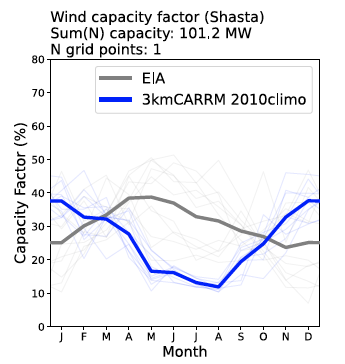 Wind capacity factor (Shasta)
Sum(N) capacity: 101.2 MW
N grid points: 1
EIA
3kmCARRM 2010climo
Capacity Factor (%)
80
70
60
50
40
30
20
10
0
J F M A M J J A S O N D
Month